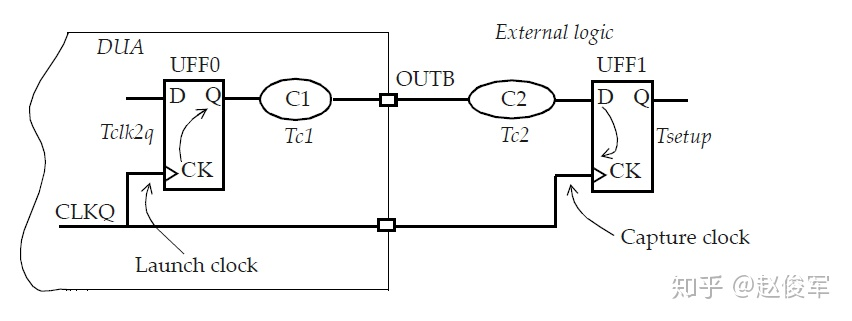 DUA
External logic
UFF0
UFF1
OUTB
D
Q
C1
C2
D
Q
Tclk2q
Tc1
Tc2
Tsetup
CK
CK
CLKQ
Launch clock
Capture clock
知乎 @赵俊军